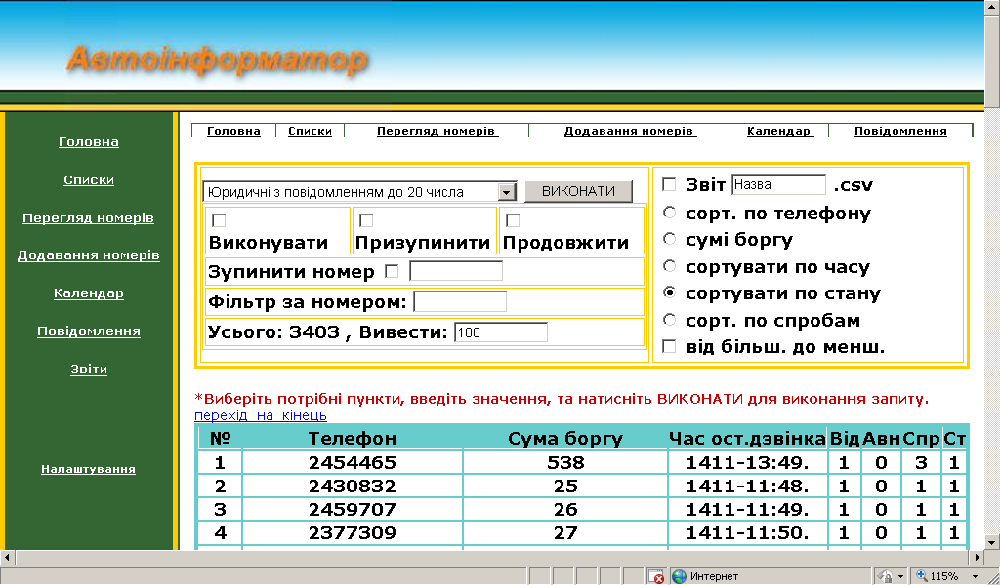 Автоінформатор
Головна Списки Перегляд номерів Додавання номерів Календар Повідомлення
Головна
Списки
Перегляд номерів
Додавання номерів
Календар
Повідомлення
Звіти
Налаштування
Юридичні з повідомленням до 20 числа ВИКОНАТИ
Виконувати Призупинити Продовжити
Зупинити номер
Фільтр за номером:
Усього: 3403 , Вивести: 100
Звіт Назва .csv
сорт. по телефону
сумі боргу
сортувати по часу
сортувати по стану
сорт. по спробам
від більш. до менш.
*Виберіть потрібні пункти, введіть значення, та натисніть ВИКОНАТИ для виконання запиту.
перехід на кінець
№ Телефон Сума боргу Час ост.дзвінка Від Авн Спр Ст
1 2454465 538 1411-13:49. 1 0 3 1
2 2430832 25 1411-11:48. 1 0 1 1
3 2459707 26 1411-11:49. 1 0 1 1
4 2377309 27 1411-11:50. 1 0 1 1
Интернет 115%